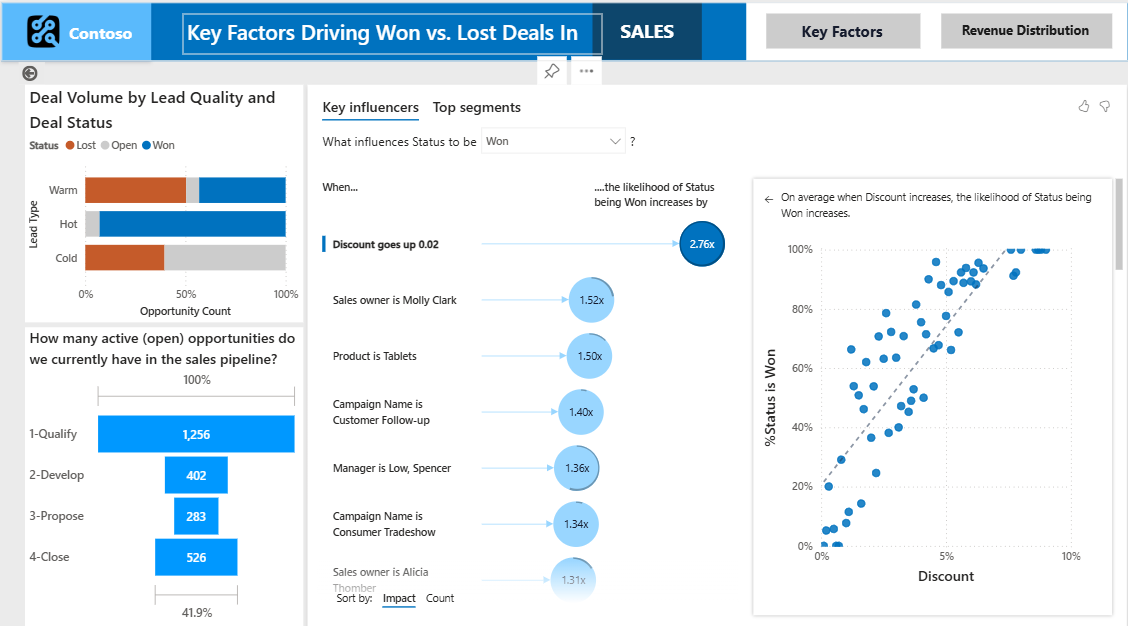 Contoso
Key Factors Driving Won vs. Lost Deals In
SALES
Key Factors
Revenue Distribution
Deal Volume by Lead Quality and
Deal Status
Status Lost Open Won
Lead Type
Warm
Hot
Cold
0% 50% 100%
Opportunity Count
How many active (open) opportunities do
we currently have in the sales pipeline?
100%
1-Qualify 1,256
2-Develop 402
3-Propose 283
4-Close 526
41.9%
Key influencers Top segments
What influences Status to be Won ?
When...
....the likelihood of Status
being Won increases by
Discount goes up 0.02 2.76x
Sales owner is Molly Clark 1.52x
Product is Tablets 1.50x
Campaign Name is
Customer Follow-up 1.40x
Manager is Low, Spencer 1.36x
Campaign Name is
Consumer Tradeshow 1.34x
Sales owner is Alicia
Thomber 1.31x
Sort by: Impact Count
On average when Discount increases, the likelihood of Status being
Won increases.
%Status is Won
100%
80%
60%
40%
20%
0%
0% 5% 10%
Discount